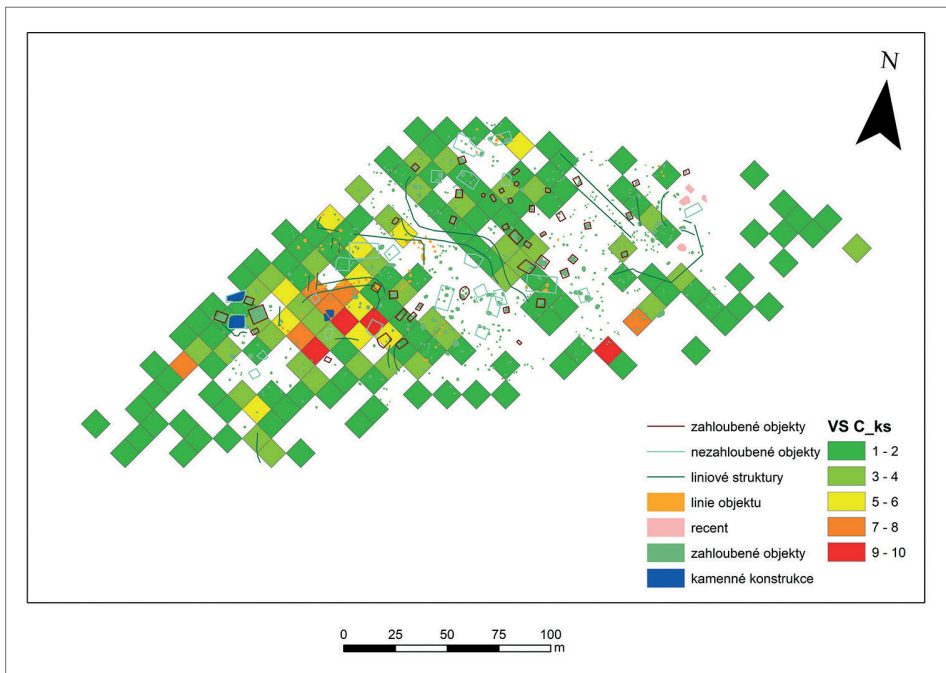 N
zahloubené objekty
nezahloubené objekty
liniové struktury
linie objektu
recent
zahloubené objekty
kamenné konstrukce
VS C_ks
1 - 2
3 - 4
5 - 6
7 - 8
9 - 10
0 25 50 75 100
m